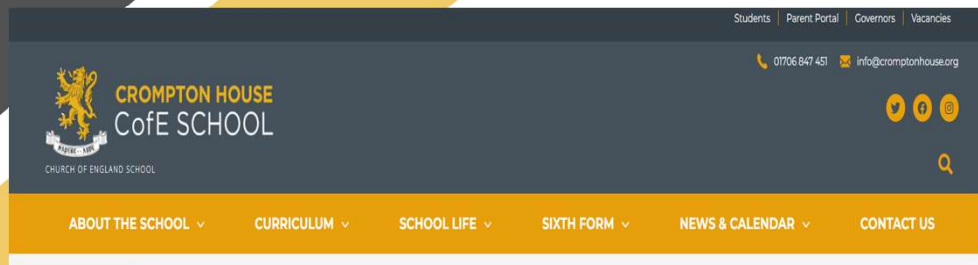 Students | Parent Portal | Governors | Vacancies
01706 847 451 info@cromptonhouse.org
CROMPTON HOUSE
CofE SCHOOL
CHURCH OF ENGLAND SCHOOL
ABOUT THE SCHOOL CURRICULUM SCHOOL LIFE SIXTH FORM NEWS & CALENDAR CONTACT US